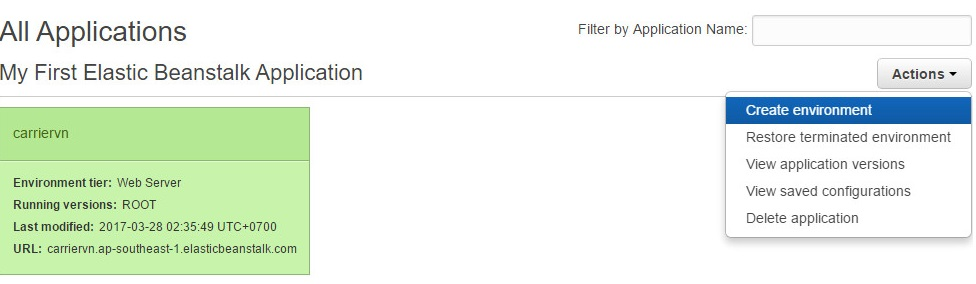 All Applications
Filter by Application Name:
My First Elastic Beanstalk Application
Actions
Create environment
Restore terminated environment
View application versions
View saved configurations
Delete application
carriervn
Environment tier: Web Server
Running versions: ROOT
Last modified: 2017-03-28 02:35:49 UTC+0700
URL: carriervn.ap-southeast-1.elasticbeanstalk.com